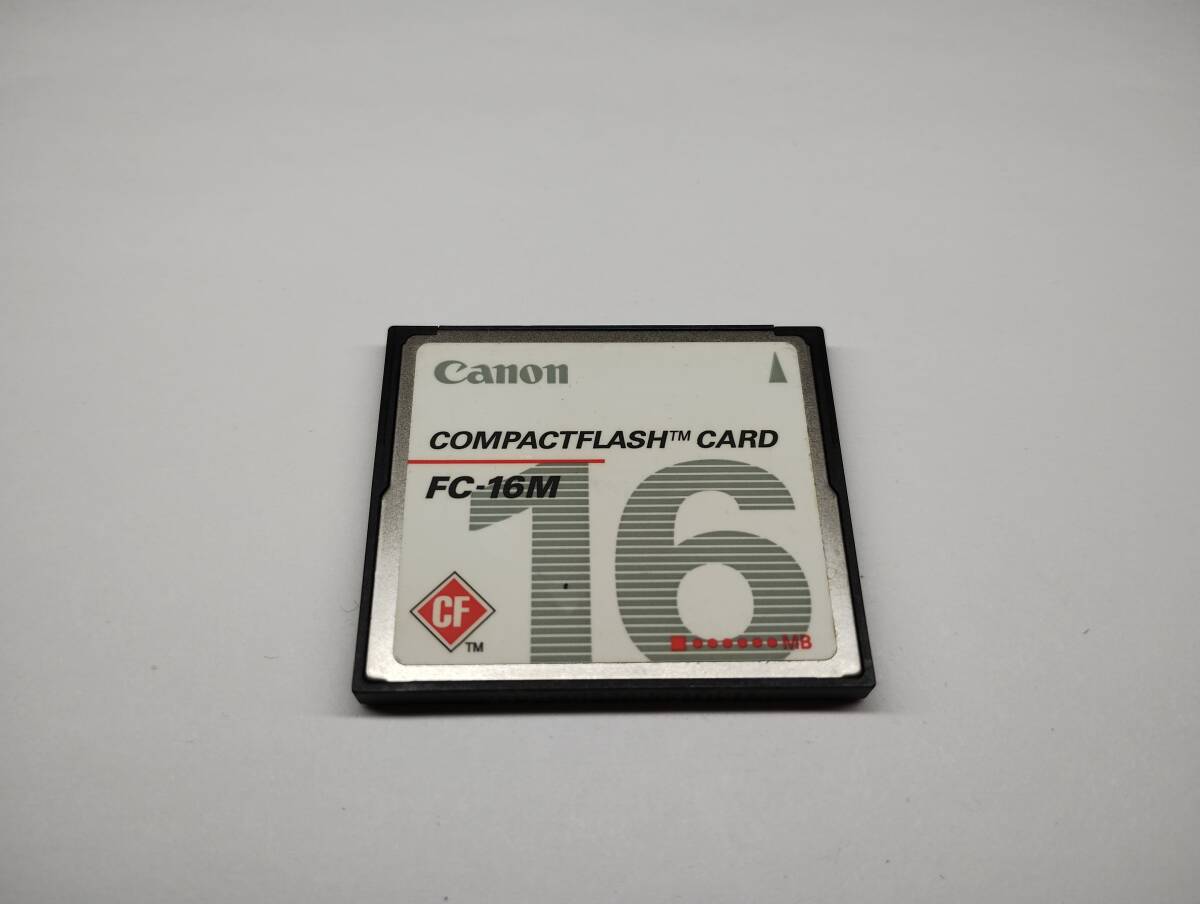 Canon
COMPACTFLASH™ CARD
FC-16M
16
CF
TM
MB